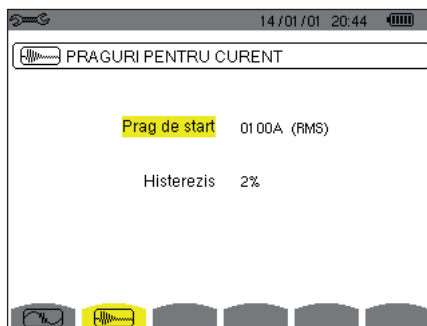 14/01/01 20:44
PRAGURI PENTRU CURENT
Prag de start 0100A (RMS)
Histerezis 2%